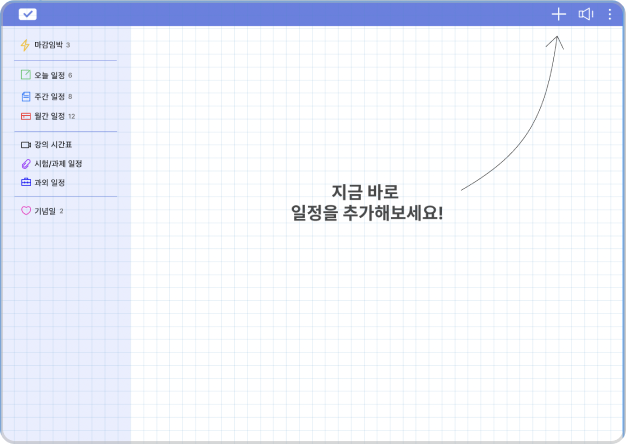 마감임박 3
오늘 일정 6
주간 일정 8
월간 일정 12
강의 시간표
시험/과제 일정
과외 일정
기념일 2
지금 바로
일정을 추가해보세요!